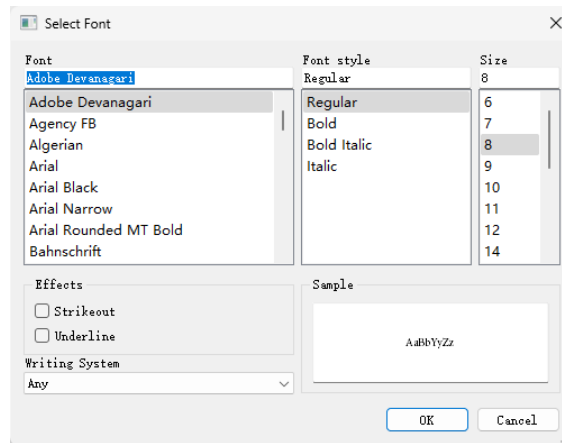 Select Font
Font
Adobe Devanagari
Adobe Devanagari
Agency FB
Algerian
Arial
Arial Black
Arial Narrow
Arial Rounded MT Bold
Bahnschrift
Font style
Regular
Regular
Bold
Bold Italic
Italic
Size
8
6
7
8
9
10
11
12
14
Effects
Strikeout
Underline
Writing System
Any
Sample
AaBbYyZz
OK
Cancel